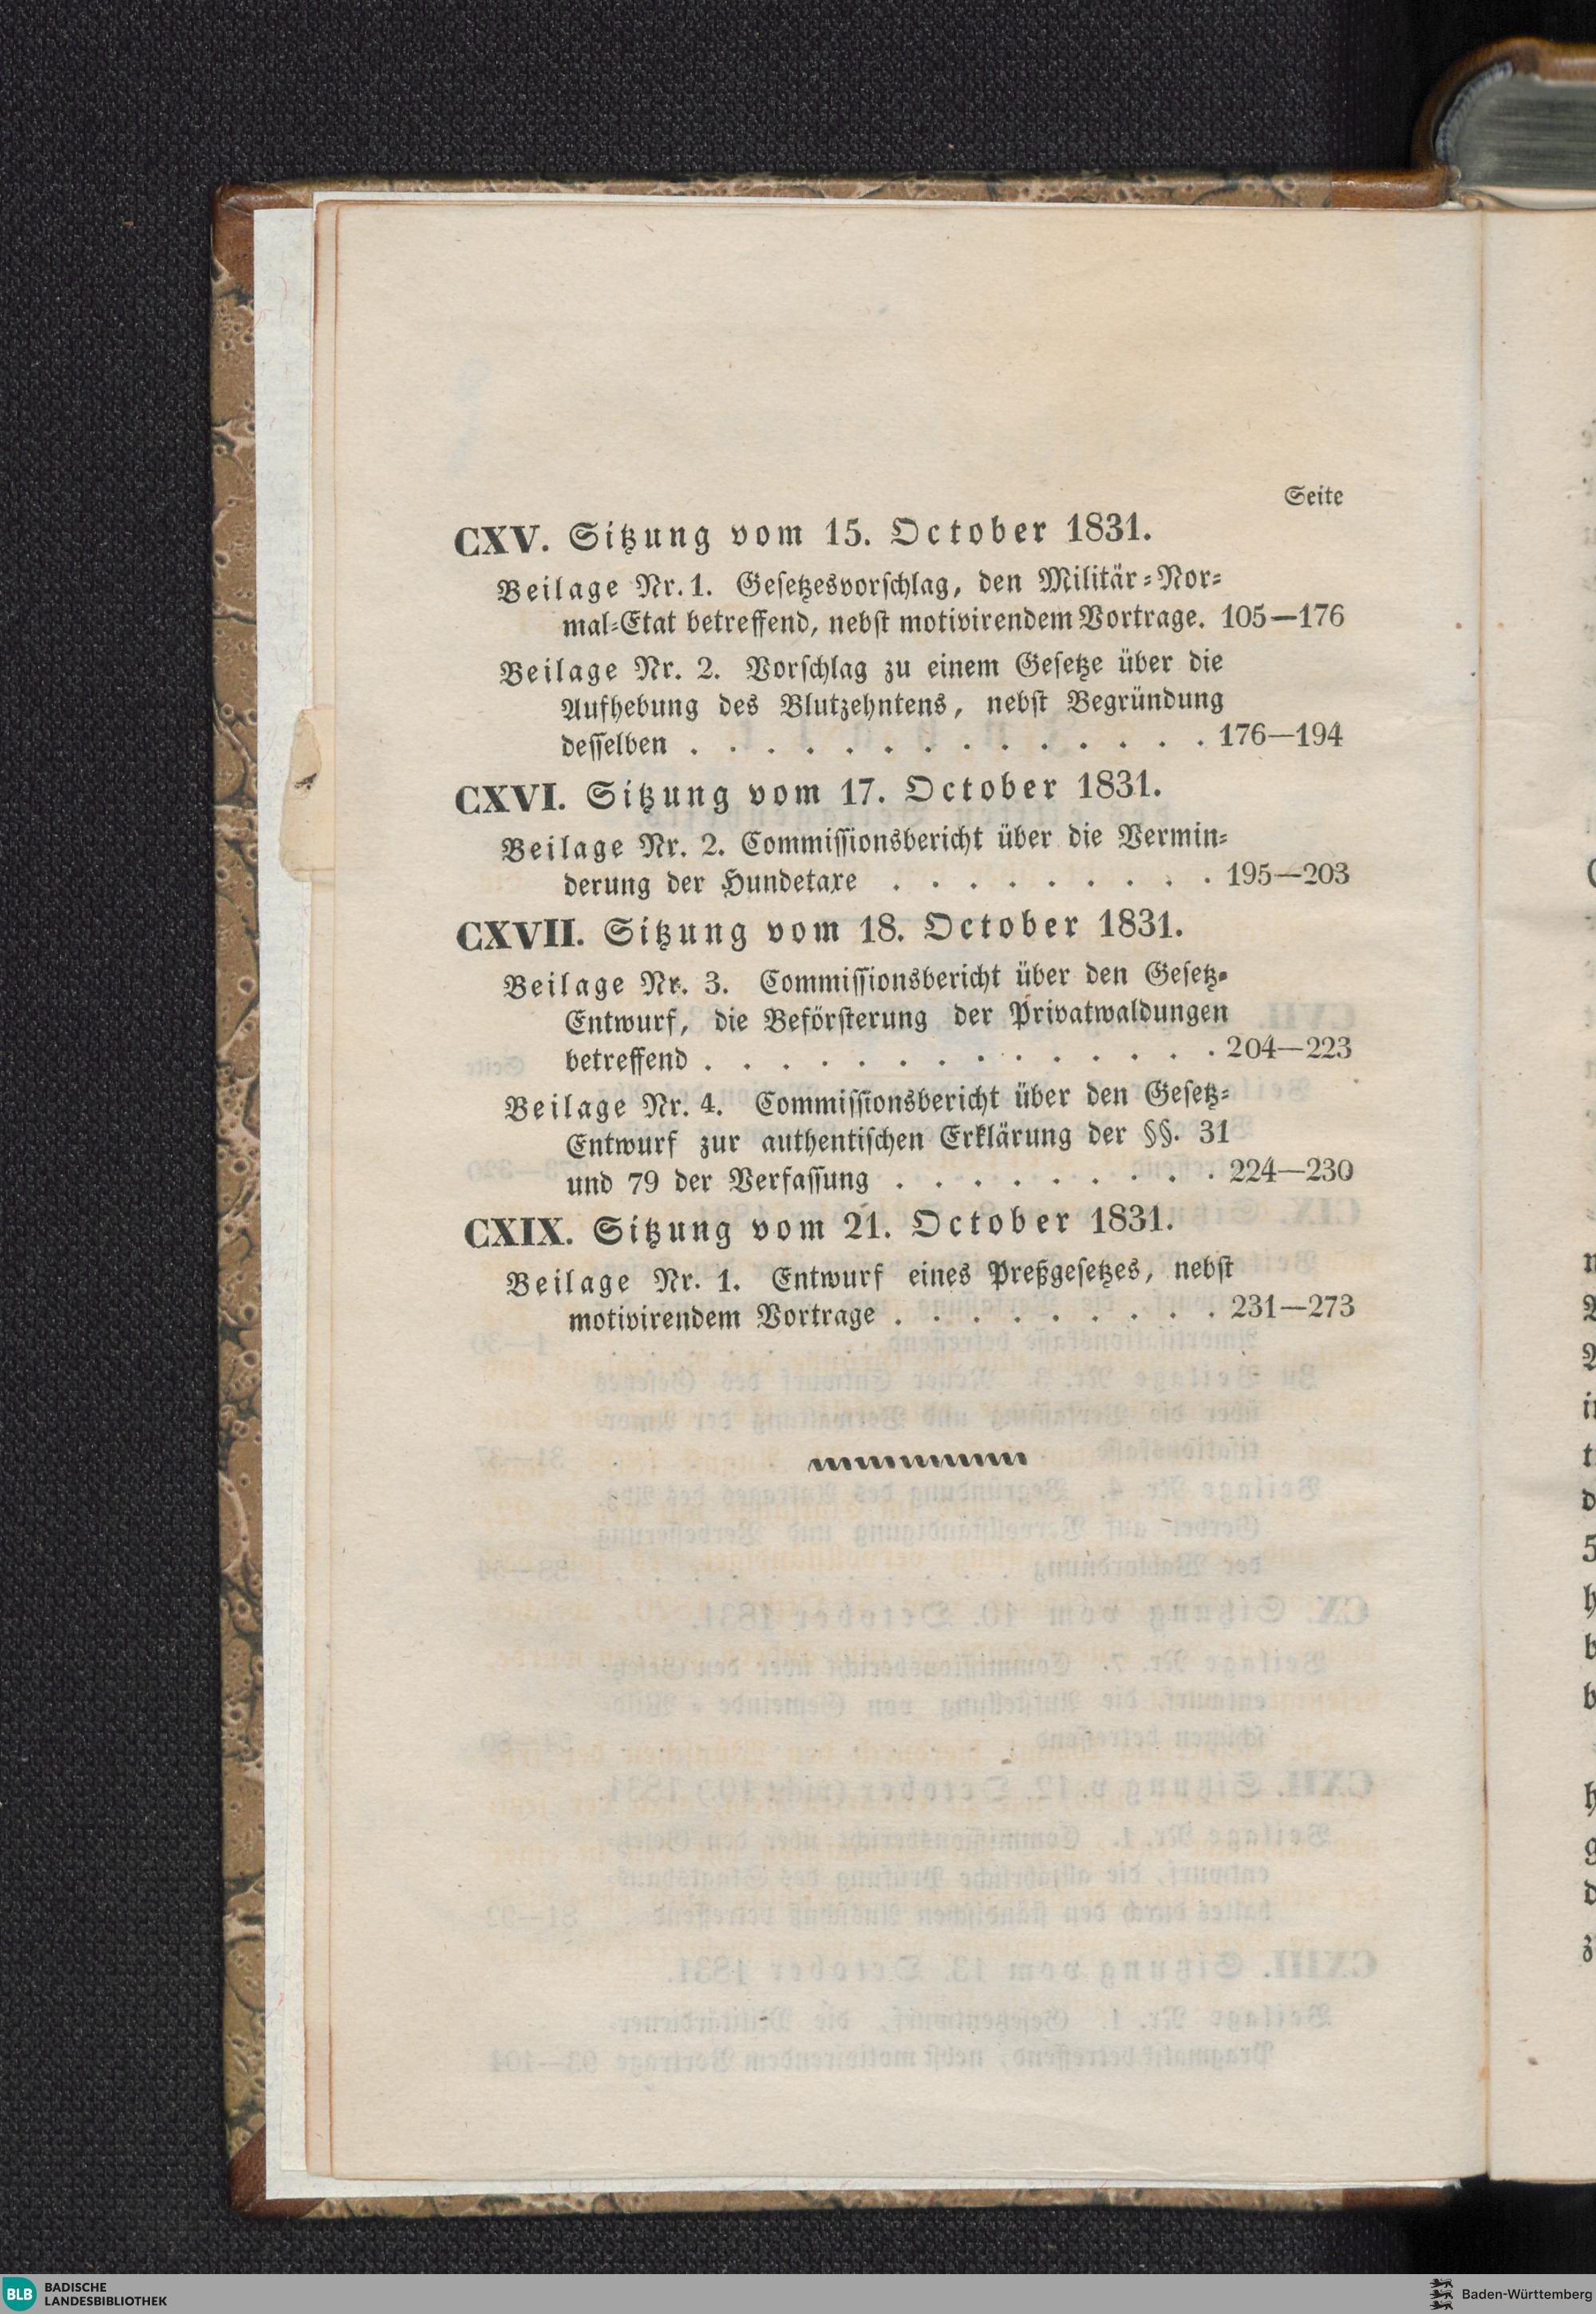 Seite
CXV. Sitzung vom 15. October 1831.
Beilage Nr. 1. Geſetzesvorſchlag, den Militär-Nor-
mal-Etat betreffend, nebſt motivirendem Vortrage. 105—176
Beilage Nr. 2. Vorſchlag zu einem Geſetze über die
Aufhebung des Blutzehntens, nebſt Begründung
deſſelben . . . . . . . . . . . . . . 176—194
CXVI. Sitzung vom 17. October 1831.
Beilage Nr. 2. Commiſſionsbericht über die Vermin-
derung der Hundetaxe . . . . . . . . . 195—203
CXVII. Sitzung vom 18. October 1831.
Beilage Nr. 3. Commiſſionsbericht über den Geſetz-
Entwurf, die Beförſterung der Privatwaldungen
betreffend . . . . . . . . . . . . . . 204—223
Beilage Nr. 4. Commiſſionsbericht über den Geſetz-
Entwurf zur authentiſchen Erklärung der §§. 31
und 79 der Verfaſſung . . . . . . . . . 224—230
CXIX. Sitzung vom 21. October 1831.
Beilage Nr. 1. Entwurf eines Preßgeſetzes, nebſt
motivirendem Vortrage . . . . . . . . . 231—273
BLB BADISCHE
LANDESBIBLIOTHEK
Baden-Württemberg